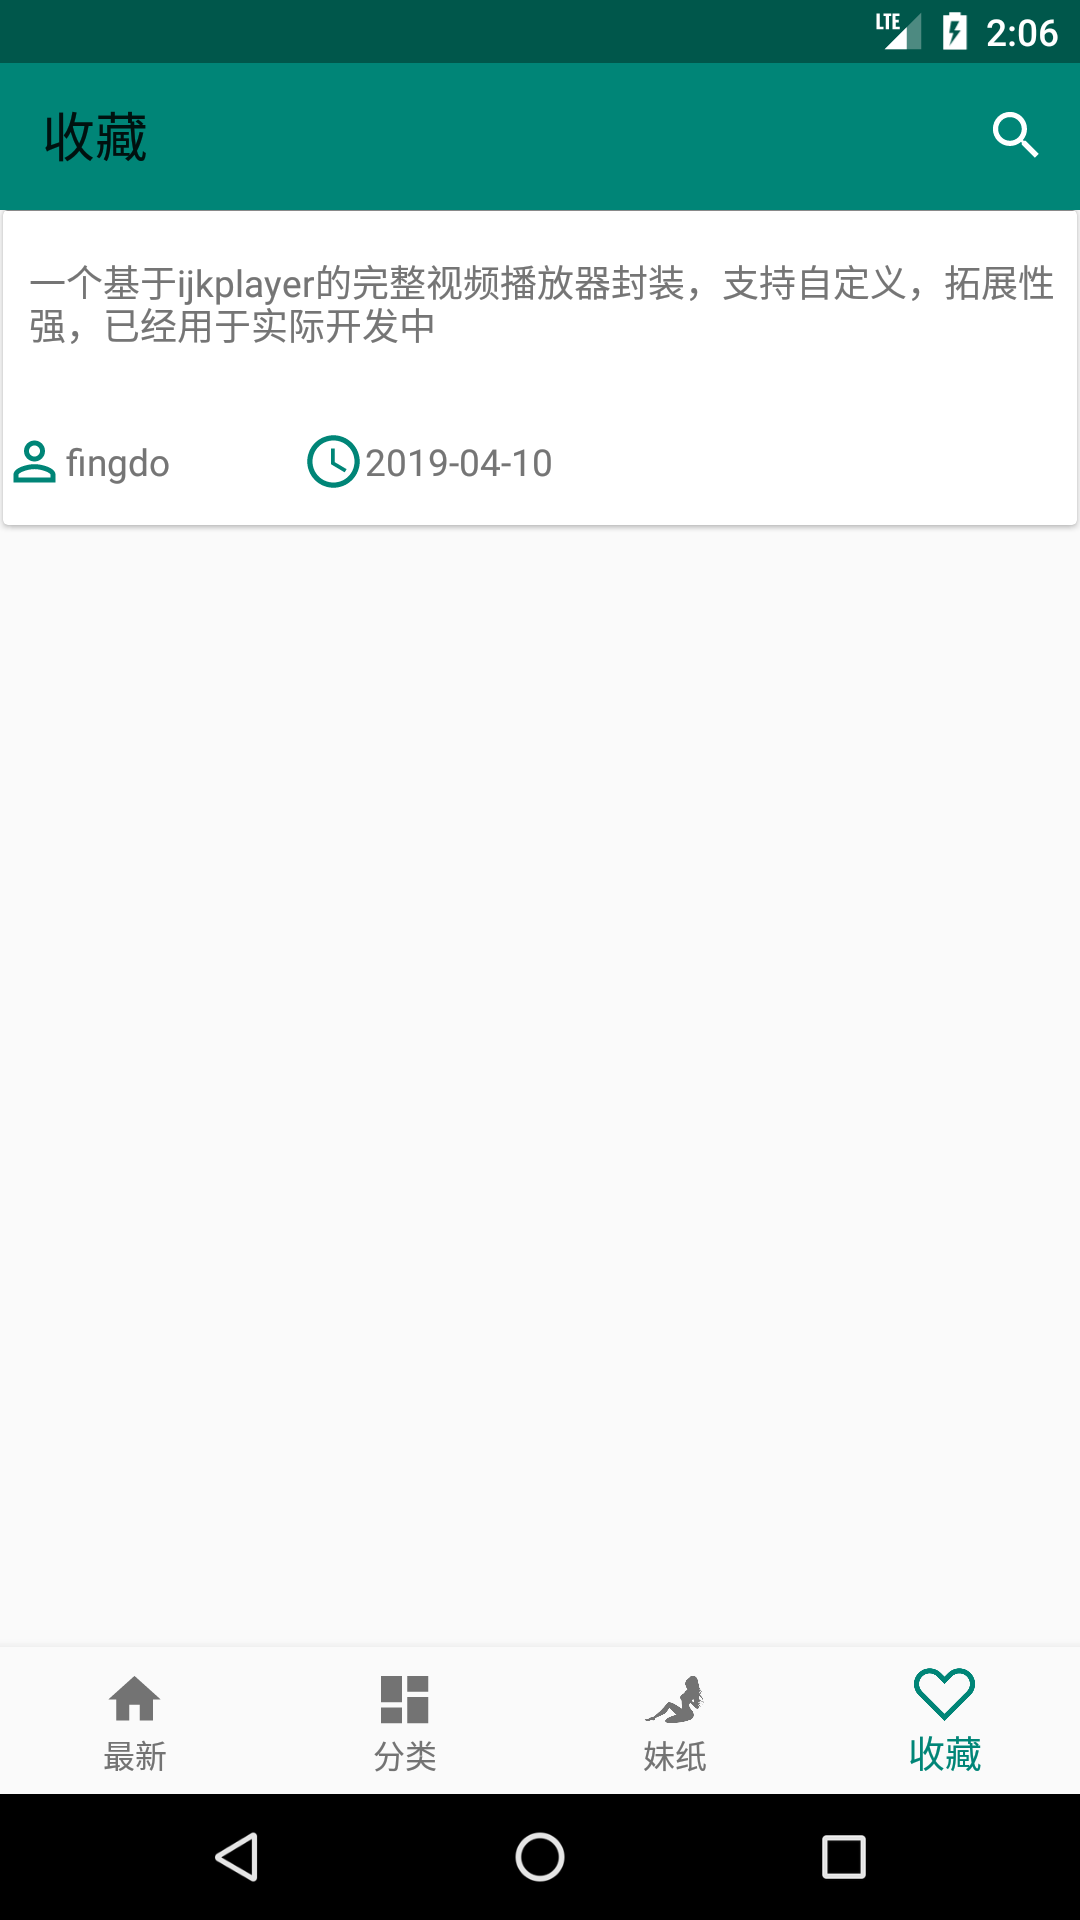 LTE 2:06
收藏
一个基于ijkplayer的完整视频播放器封装，支持自定义，拓展性
强，已经用于实际开发中
fingdo 2019-04-10
最新 分类 妹纸 收藏